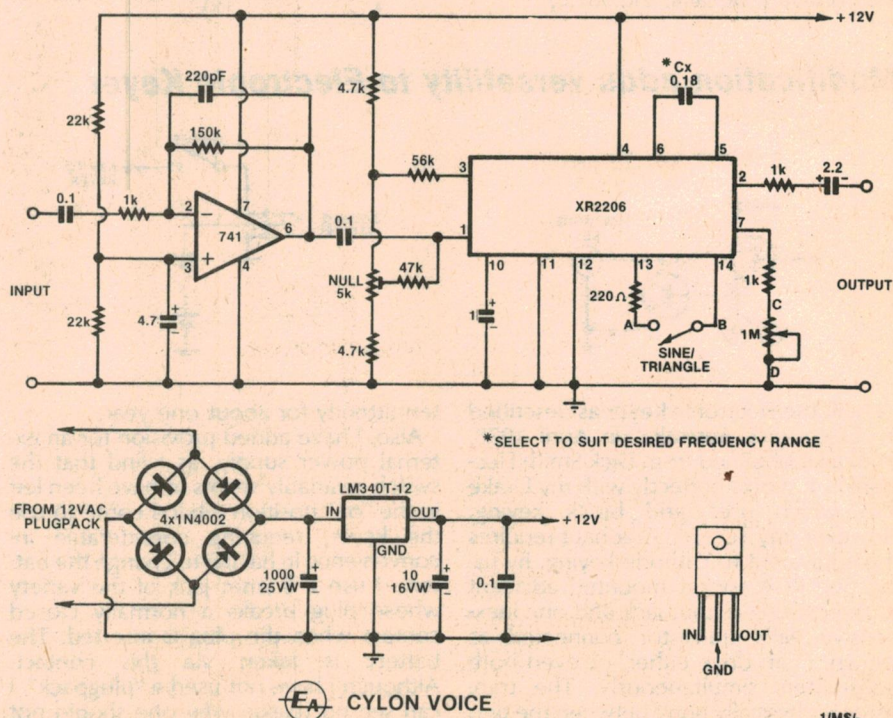 + 12V
*Cx
0.18
220pF
4.7k
22k
150k
56k
3
4
6
5
2
1k
2.2
+
−
XR2206
0.1
1k
2
7
741
6
0.1
1
7
+
3
4
NULL
5k
47k
10
11
12
13
14
1k
OUTPUT
INPUT
C
220Ω
1M
22k
4.7
+
−
4.7k
1
+
−
A
B
D
SINE/
TRIANGLE
*SELECT TO SUIT DESIRED FREQUENCY RANGE
FROM 12VAC
PLUGPACK
4x1N4002
LM340T-12
IN
OUT
GND
+ 12V
1000
25VW
+
−
10
16VW
+
−
0.1
IN
OUT
GND
EA CYLON VOICE
1/MS/